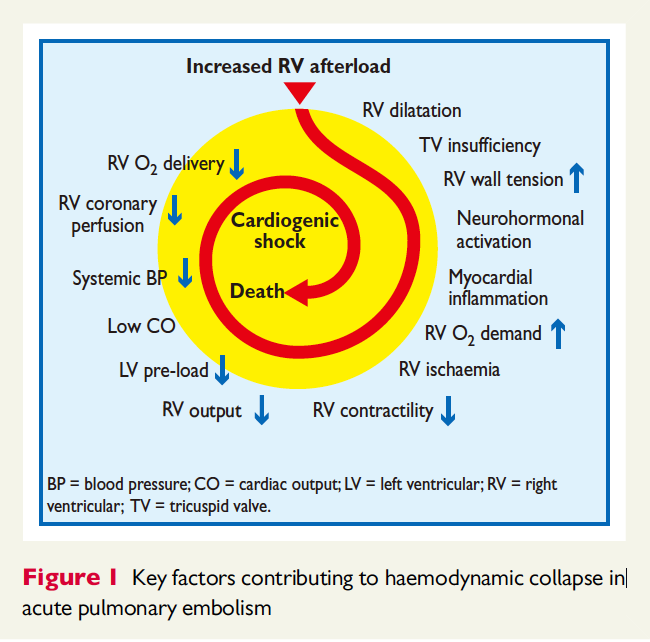 Increased RV afterload
RV dilatation
TV insufficiency
RV wall tension
Neurohormonal
activation
Myocardial
inflammation
RV O2 demand
RV ischaemia
RV contractility
RV output
LV pre-load
Low CO
Systemic BP
RV coronary
perfusion
RV O2 delivery
Cardiogenic
shock
Death
BP = blood pressure; CO = cardiac output; LV = left ventricular; RV = right
ventricular; TV = tricuspid valve.
Figure 1 Key factors contributing to haemodynamic collapse in
acute pulmonary embolism